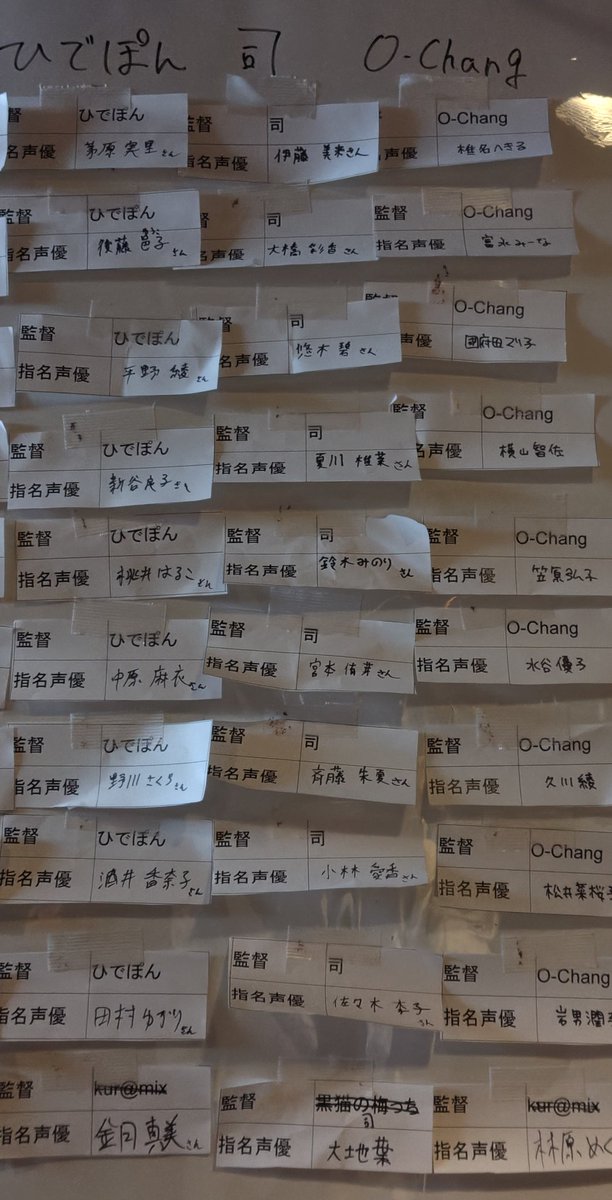 ひでぽん 司 O-Chang
監督 ひでぽん
指名声優 茅原実里さん
監督 司
指名声優 伊藤美来さん
監督 O-Chang
指名声優 椎名へきる
監督 ひでぽん
指名声優 後藤邑子さん
監督 司
指名声優 大橋彩香さん
監督 O-Chang
指名声優 富永みーな
監督 ひでぽん
指名声優 平野綾さん
監督 司
指名声優 悠木碧さん
監督 O-Chang
指名声優 國府田マリ子
監督 ひでぽん
指名声優 新谷良子さん
監督 司
指名声優 夏川椎菜さん
監督 O-Chang
指名声優 横山智佐
監督 ひでぽん
指名声優 桃井はるこさん
監督 司
指名声優 鈴木みのりさん
監督 O-Chang
指名声優 笠原弘子
監督 ひでぽん
指名声優 中原麻衣さん
監督 司
指名声優 宮本侑芽さん
監督 O-Chang
指名声優 水谷優子
監督 ひでぽん
指名声優 野川さくらさん
監督 司
指名声優 斉藤朱夏さん
監督 O-Chang
指名声優 久川綾
監督 ひでぽん
指名声優 酒井香奈子さん
監督 司
指名声優 小林愛香さん
監督 O-Chang
指名声優 松井菜桜子
監督 ひでぽん
指名声優 田村ゆかりさん
監督 司
指名声優 佐々木李子さん
監督 O-Chang
指名声優 岩男潤子
監督 kur@mix
指名声優 金月真美さん
監督 黒猫の梅っち
司
指名声優 大地葉
監督 kur@mix
指名声優 林原めぐ